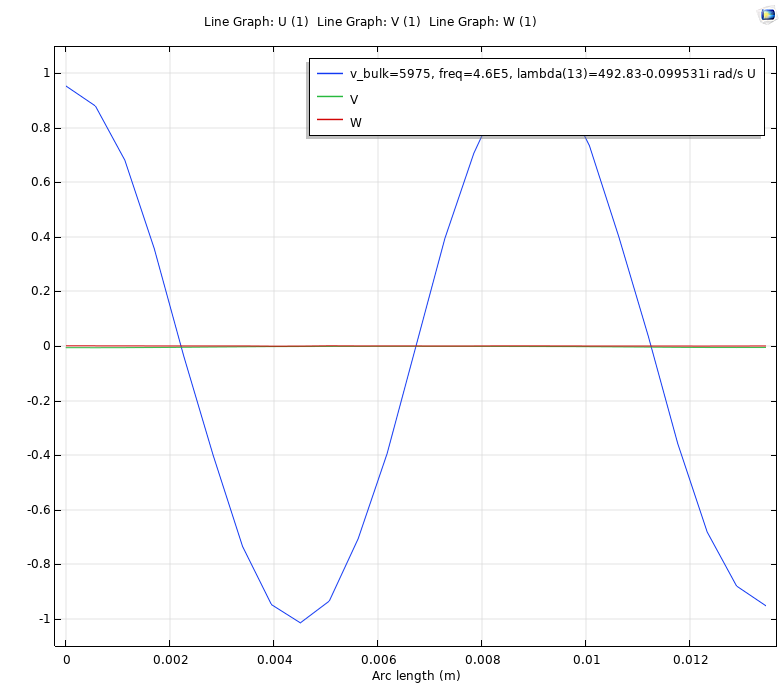 Line Graph: U (1)  Line Graph: V (1)  Line Graph: W (1)
v_bulk=5975, freq=4.6E5, lambda(13)=492.83-0.099531i rad/s U
V
W
1
0.8
0.6
0.4
0.2
0
-0.2
-0.4
-0.6
-0.8
-1
0 0.002 0.004 0.006 0.008 0.01 0.012
Arc length (m)